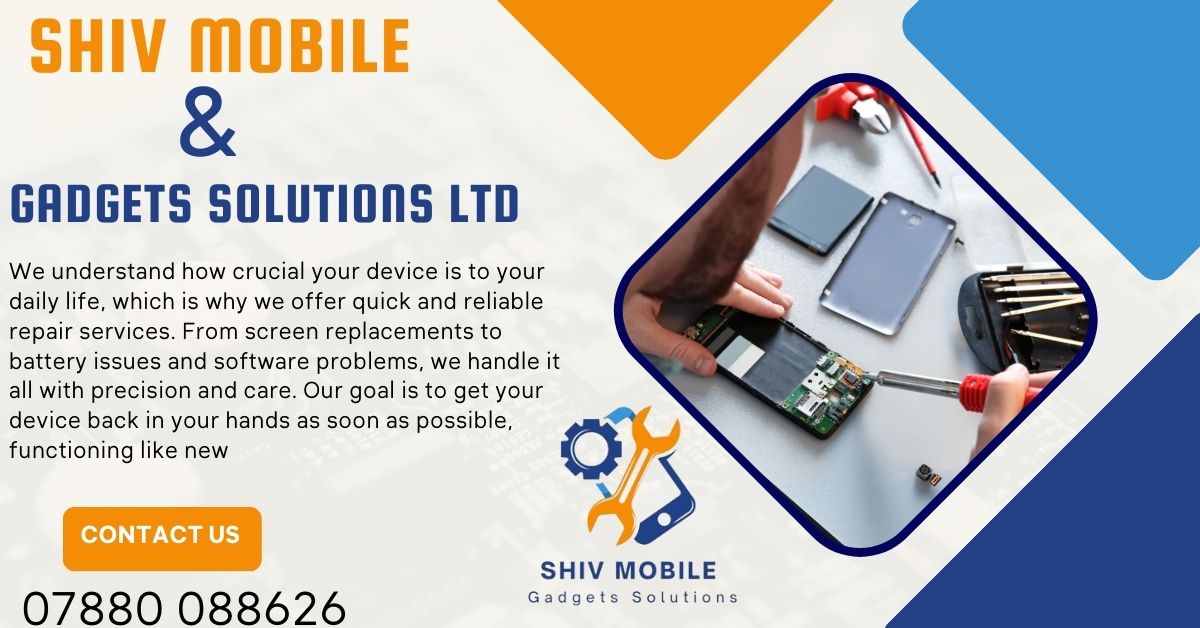 SHIV MOBILE
&
GADGETS SOLUTIONS LTD
We understand how crucial your device is to your
daily life, which is why we offer quick and reliable
repair services. From screen replacements to
battery issues and software problems, we handle it
all with precision and care. Our goal is to get your
device back in your hands as soon as possible,
functioning like new
CONTACT US
07880 088626
SHIV MOBILE
Gadgets Solutions